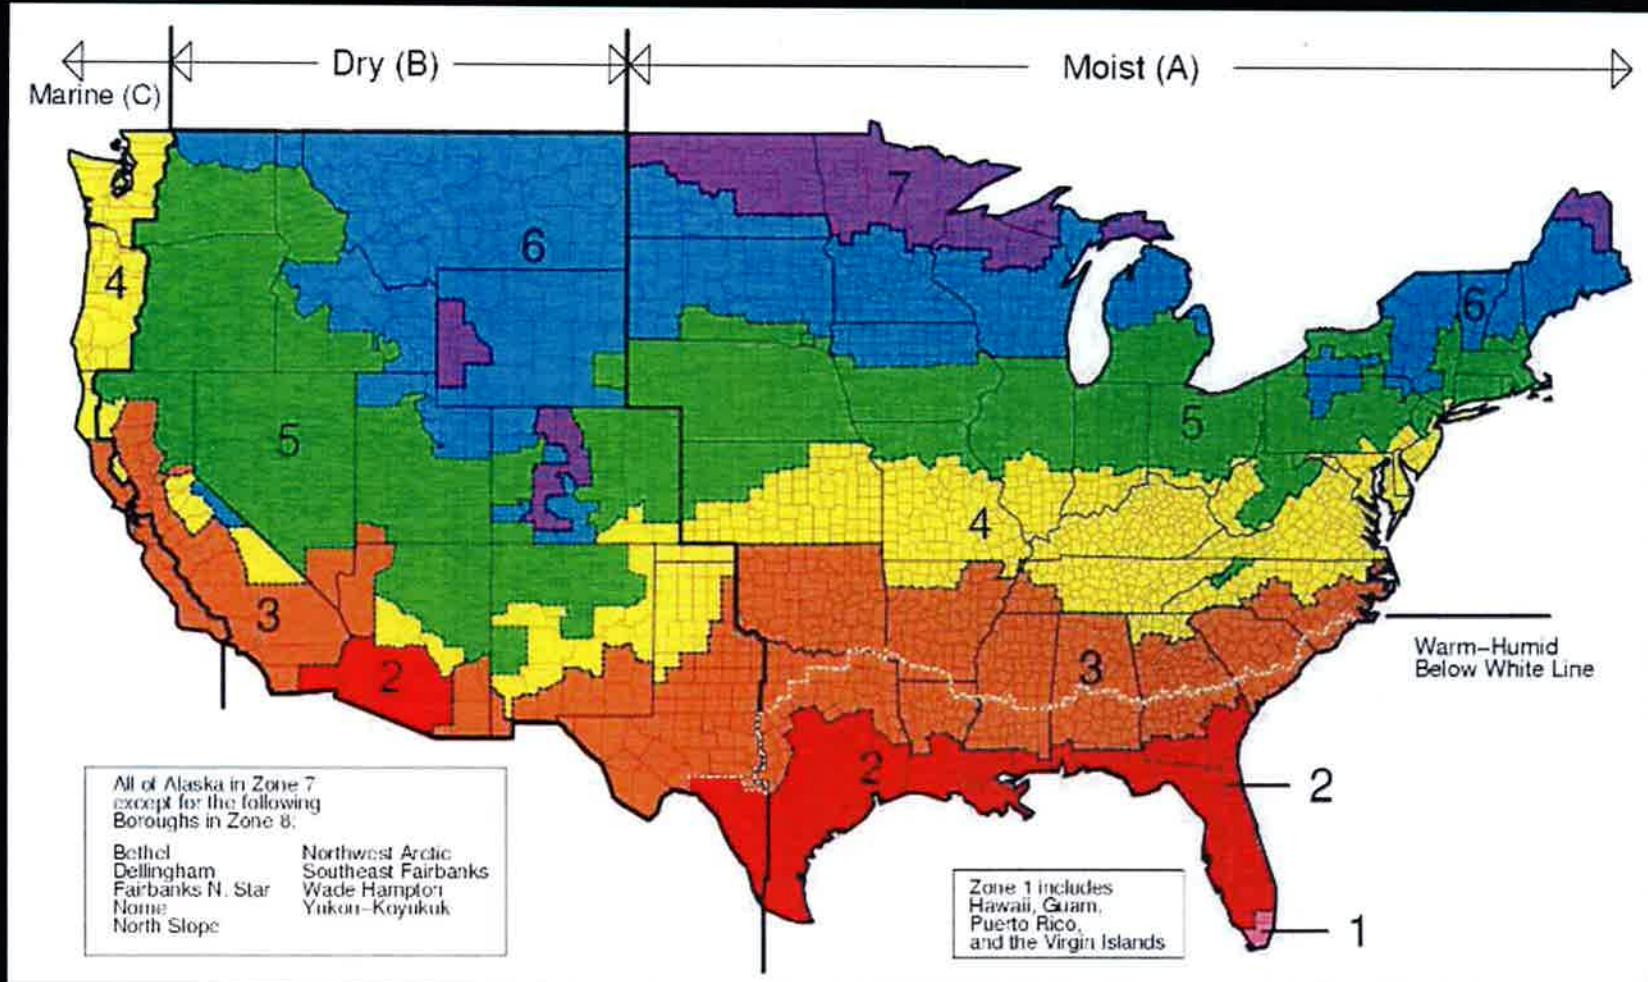 Marine (C)
Dry (B)
Moist (A)
7
6
4
6
5
5
4
3
3
2
2
Warm-Humid
Below White Line
2
1
All of Alaska in Zone 7
except for the following
Boroughs in Zone 8:
Bethel
Dellingham
Fairbanks N. Star
Nome
North Slope
Northwest Arctic
Southeast Fairbanks
Wade Hampton
Yukon-Koyukuk
Zone 1 includes
Hawaii, Guam,
Puerto Rico,
and the Virgin Islands